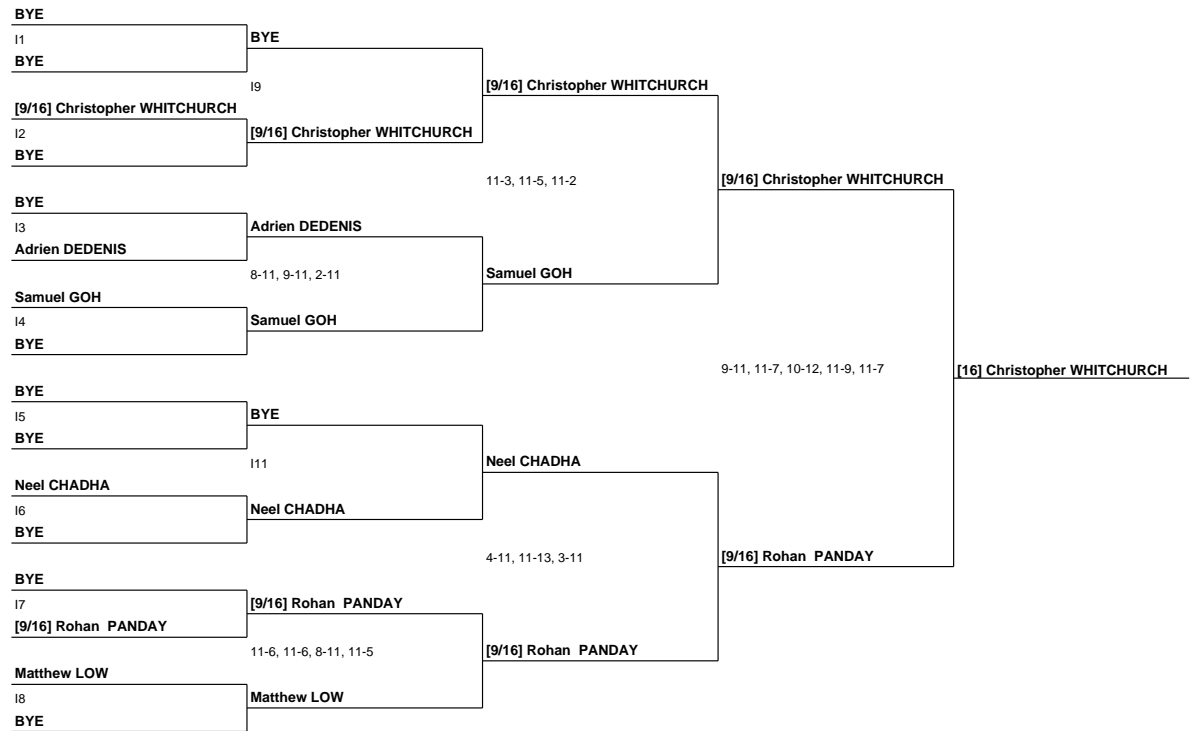 BYE
I1
BYE
BYE
I9
[9/16] Christopher WHITCHURCH
[9/16] Christopher WHITCHURCH
I2
[9/16] Christopher WHITCHURCH
BYE
11-3, 11-5, 11-2
[9/16] Christopher WHITCHURCH
BYE
I3
Adrien DEDENIS
Adrien DEDENIS
8-11, 9-11, 2-11
Samuel GOH
Samuel GOH
I4
Samuel GOH
BYE
9-11, 11-7, 10-12, 11-9, 11-7
[16] Christopher WHITCHURCH
BYE
I5
BYE
BYE
I11
Neel CHADHA
Neel CHADHA
I6
Neel CHADHA
BYE
4-11, 11-13, 3-11
[9/16] Rohan  PANDAY
BYE
I7
[9/16] Rohan  PANDAY
[9/16] Rohan  PANDAY
11-6, 11-6, 8-11, 11-5
[9/16] Rohan  PANDAY
Matthew LOW
I8
Matthew LOW
BYE